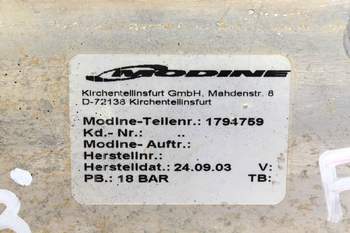 MODINE
Kirchentellinsfurt GmbH, Mahdenstr. 8
D-72138 Kirchentellinsfurt
Modine-Teilenr.: 1794759
Kd.- Nr.: ..
Modine- Auftr.:
Herstellnr.:
Herstelldat.: 24.09.03 V:
PB.: 18 BAR TB: